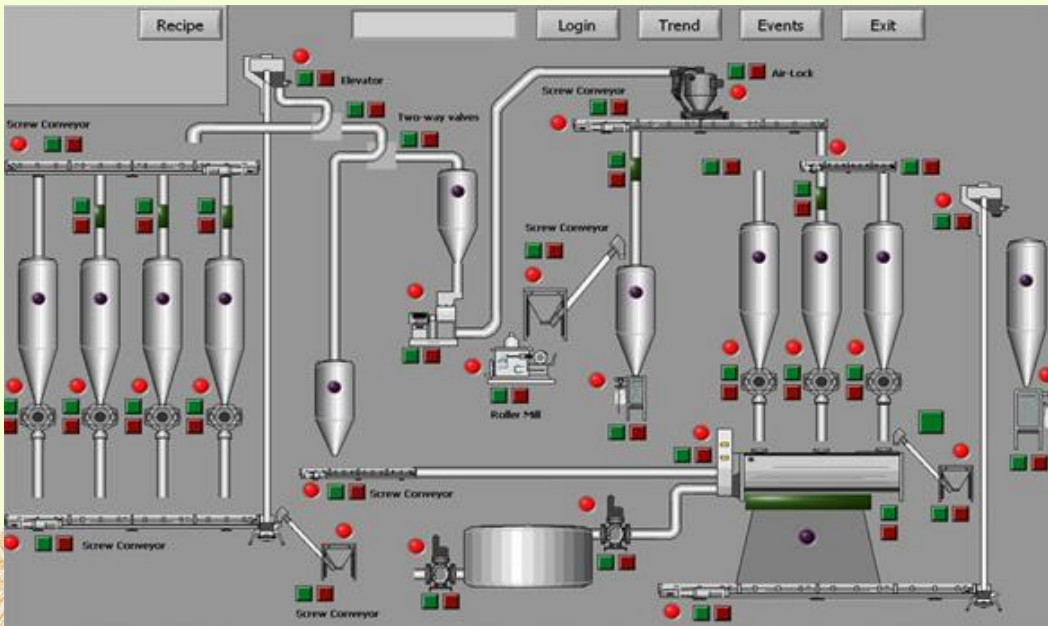 Recipe
Login
Trend
Events
Exit
Elevator
Air-Lock
Screw Conveyor
Screw Conveyor
Two-way valves
Screw Conveyor
Roller Mill
Screw Conveyor
Screw Conveyor
Screw Conveyor